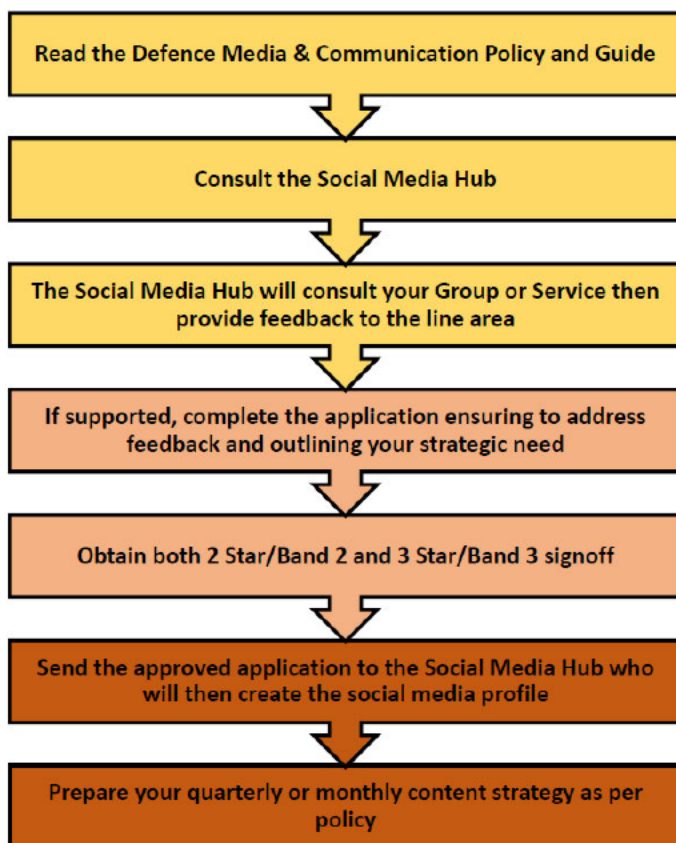 Read the Defence Media & Communication Policy and Guide
Consult the Social Media Hub
The Social Media Hub will consult your Group or Service then
provide feedback to the line area
If supported, complete the application ensuring to address
feedback and outlining your strategic need
Obtain both 2 Star/Band 2 and 3 Star/Band 3 signoff
Send the approved application to the Social Media Hub who
will then create the social media profile
Prepare your quarterly or monthly content strategy as per
policy